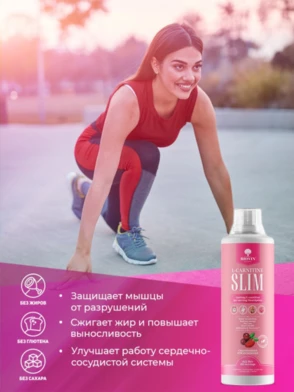 L-CARNITINE
SLIM
БЕЗ ЖИРОВ
БЕЗ ГЛЮТЕНА
БЕЗ САХАРА
• Защищает мышцы
от разрушений
• Сжигает жир и повышает
выносливость
• Улучшает работу сердечно-
сосудистой системы